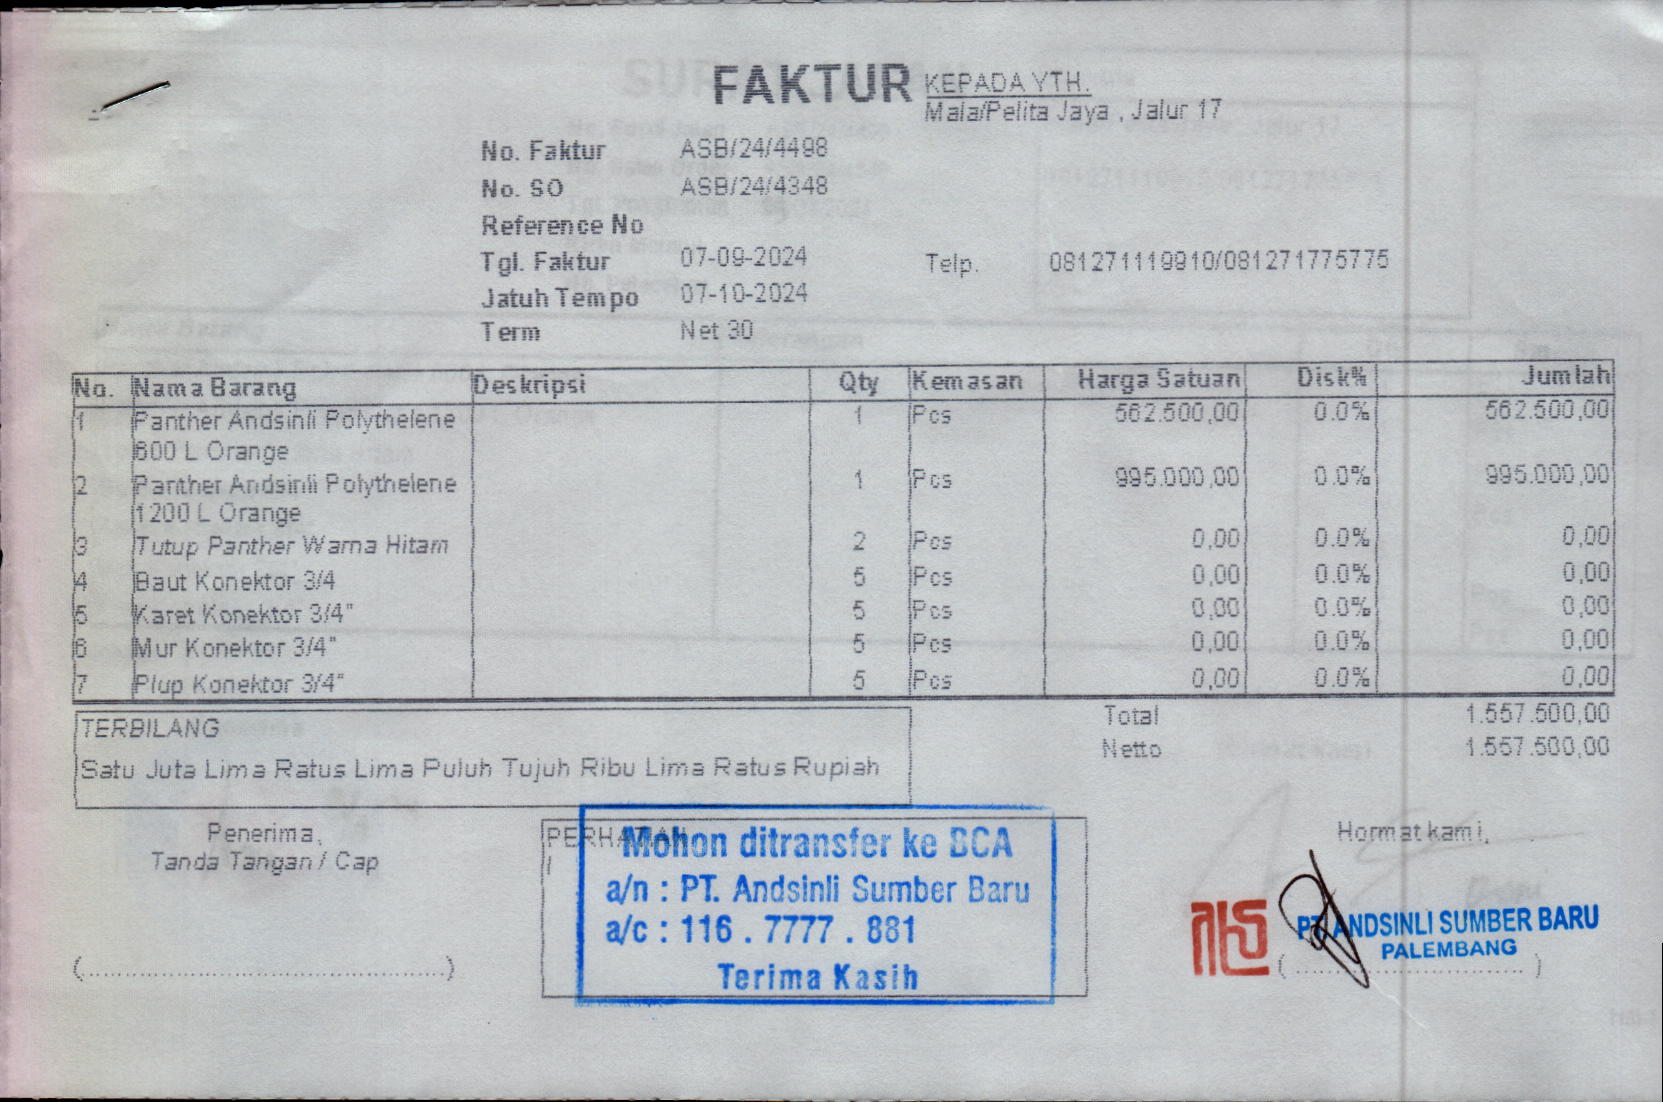 FAKTUR
KEPADA YTH.
Mala/Pelita Jaya , Jalur 17
No. Faktur ASB/24/4498
No. SO ASB/24/4348
Reference No
Tgl. Faktur 07-09-2024
Telp. 081271119910/081271775775
Jatuh Tempo 07-10-2024
Term Net 30
No. Nama Barang Deskripsi Qty Kemasan Harga Satuan Disk% Jumlah
1 Panther Andsinli Polythelene 1 Pcs 562.500,00 0.0% 562.500,00
600 L Orange
2 Panther Andsinli Polythelene 1 Pcs 995.000,00 0.0% 995.000,00
1200 L Orange
3 Tutup Panther Warna Hitam 2 Pcs 0,00 0.0% 0,00
4 Baut Konektor 3/4 5 Pcs 0,00 0.0% 0,00
5 Karet Konektor 3/4" 5 Pcs 0,00 0.0% 0,00
6 Mur Konektor 3/4" 5 Pcs 0,00 0.0% 0,00
7 Plup Konektor 3/4" 5 Pcs 0,00 0.0% 0,00
Total 1.557.500,00
Netto 1.557.500,00
TERBILANG
Satu Juta Lima Ratus Lima Puluh Tujuh Ribu Lima Ratus Rupiah
Penerima,
Tanda Tangan / Cap
(..........................................)
PERHATIAN
/
Mohon ditransfer ke BCA
a/n : PT. Andsinli Sumber Baru
a/c : 116 . 7777 . 881
Terima Kasih
Hormat kami,
PT. ANDSINLI SUMBER BARU
PALEMBANG
(..........................)